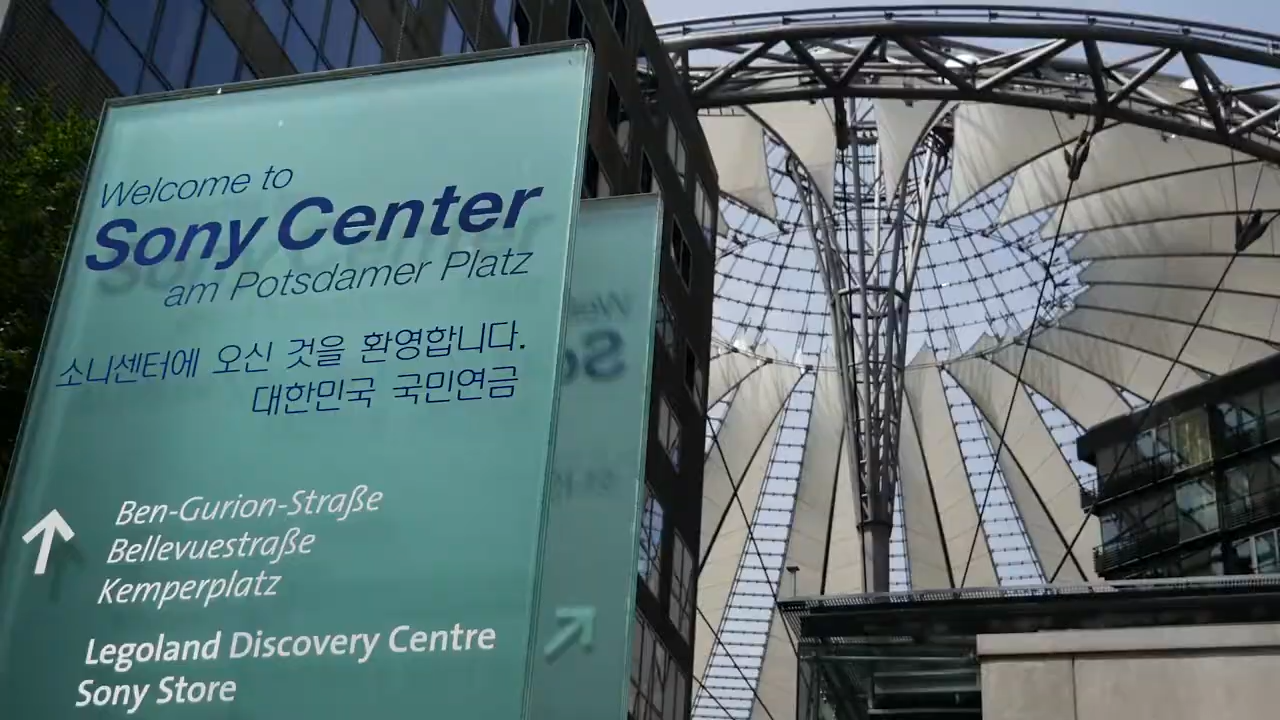 Welcome to
Sony Center
am Potsdamer Platz
소니센터에 오신 것을 환영합니다.
대한민국 국민연금
Ben-Gurion-Straße
Bellevuestraße
Kemperplatz
Legoland Discovery Centre
Sony Store